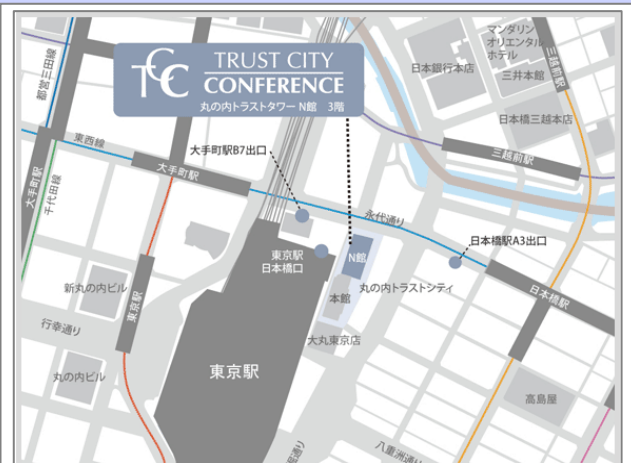 TCC
TRUST CITY
CONFERENCE
丸の内トラストタワー N館 3階
マンダリン
オリエンタル
ホテル
三越前駅
日本銀行本店
三井本館
日本橋三越本店
三越前駅
都営三田線
東西線
大手町駅B7出口
大手町駅
大手町駅
千代田線
永代通り
日本橋駅A3出口
東京駅
日本橋口
N館
新丸の内ビル
東京駅
本館
丸の内トラストシティ
日本橋駅
行幸通り
大丸東京店
丸の内ビル
東京駅
高島屋
八重洲通り